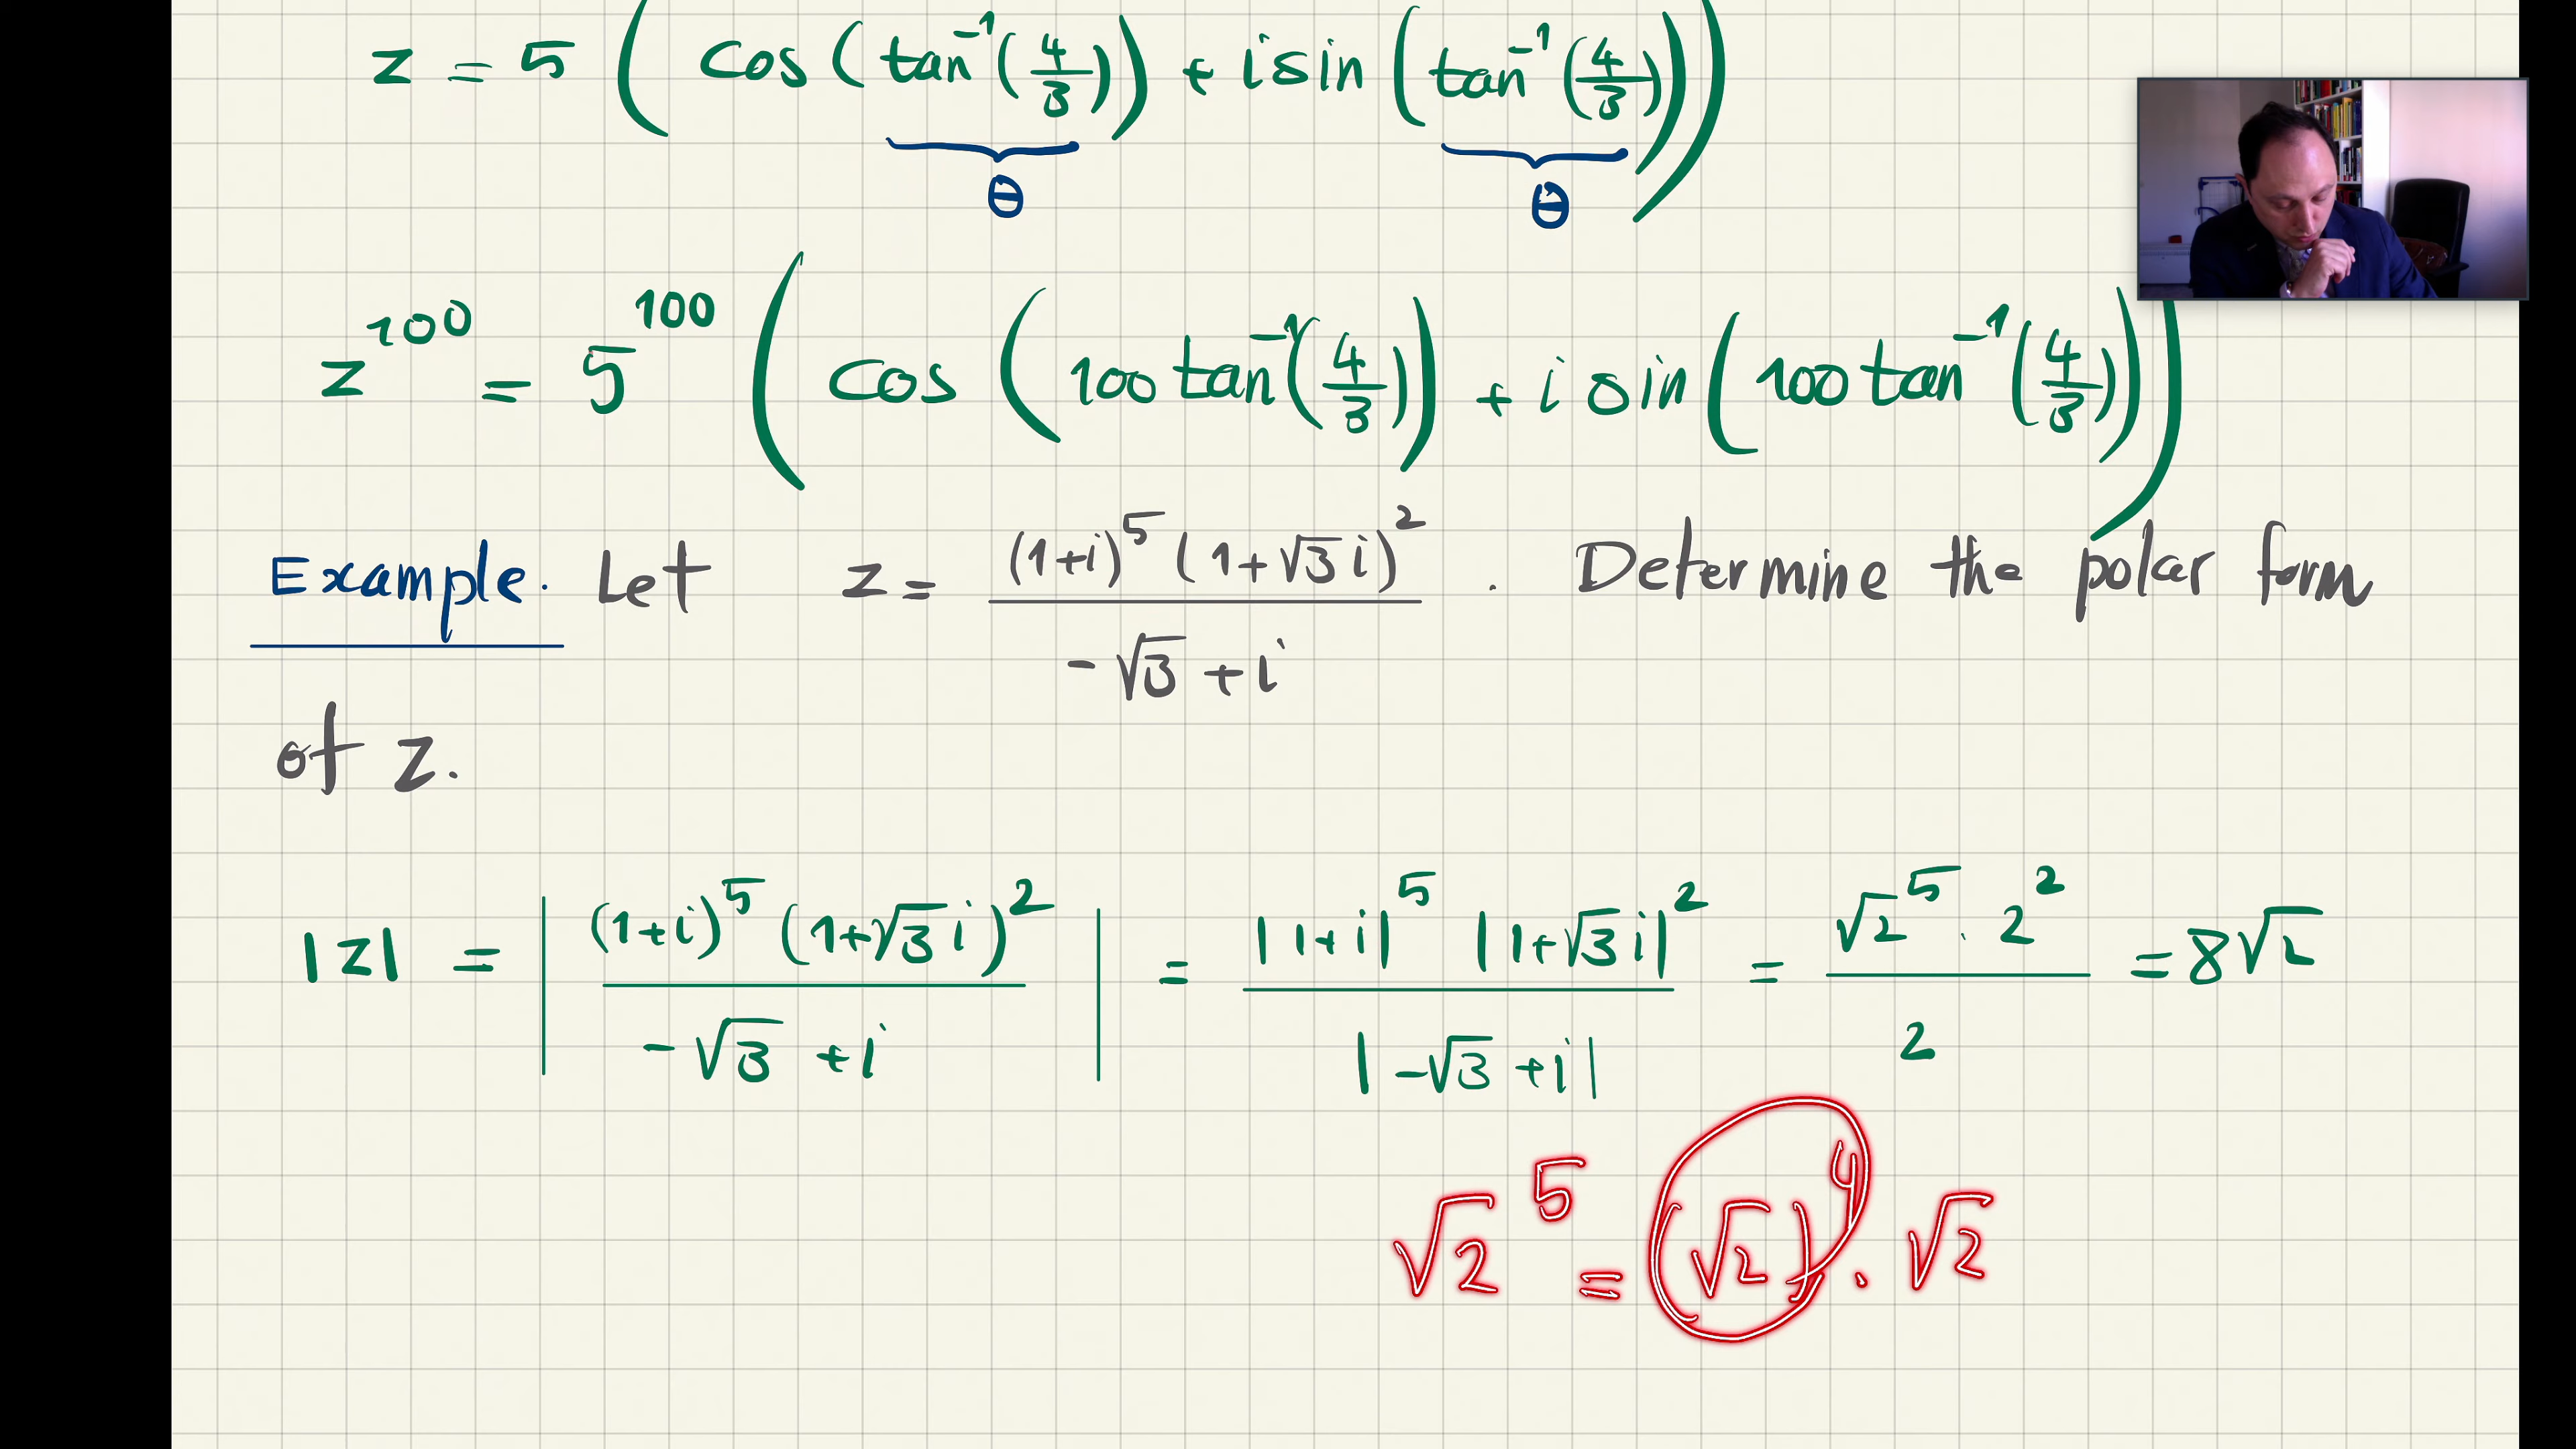 z = 5 ( cos ( tan⁻¹ ( 4/3 ) ) + i sin ( tan⁻¹ ( 4/3 ) ) )
θ θ
z¹⁰⁰ = 5¹⁰⁰ ( cos ( 100 tan⁻¹ ( 4/3 ) ) + i sin ( 100 tan⁻¹ ( 4/3 ) ) )
Example. Let z = (1+i)⁵ (1+√3 i)² / (-√3 + i) . Determine the polar form
of z.
|z| = | (1+i)⁵ (1+√3 i)² / (-√3 + i) | = |1+i|⁵ |1+√3 i|² / |-√3 + i| = √2⁵ . 2² / 2 = 8√2
√2⁵ = (√2)⁴ . √2